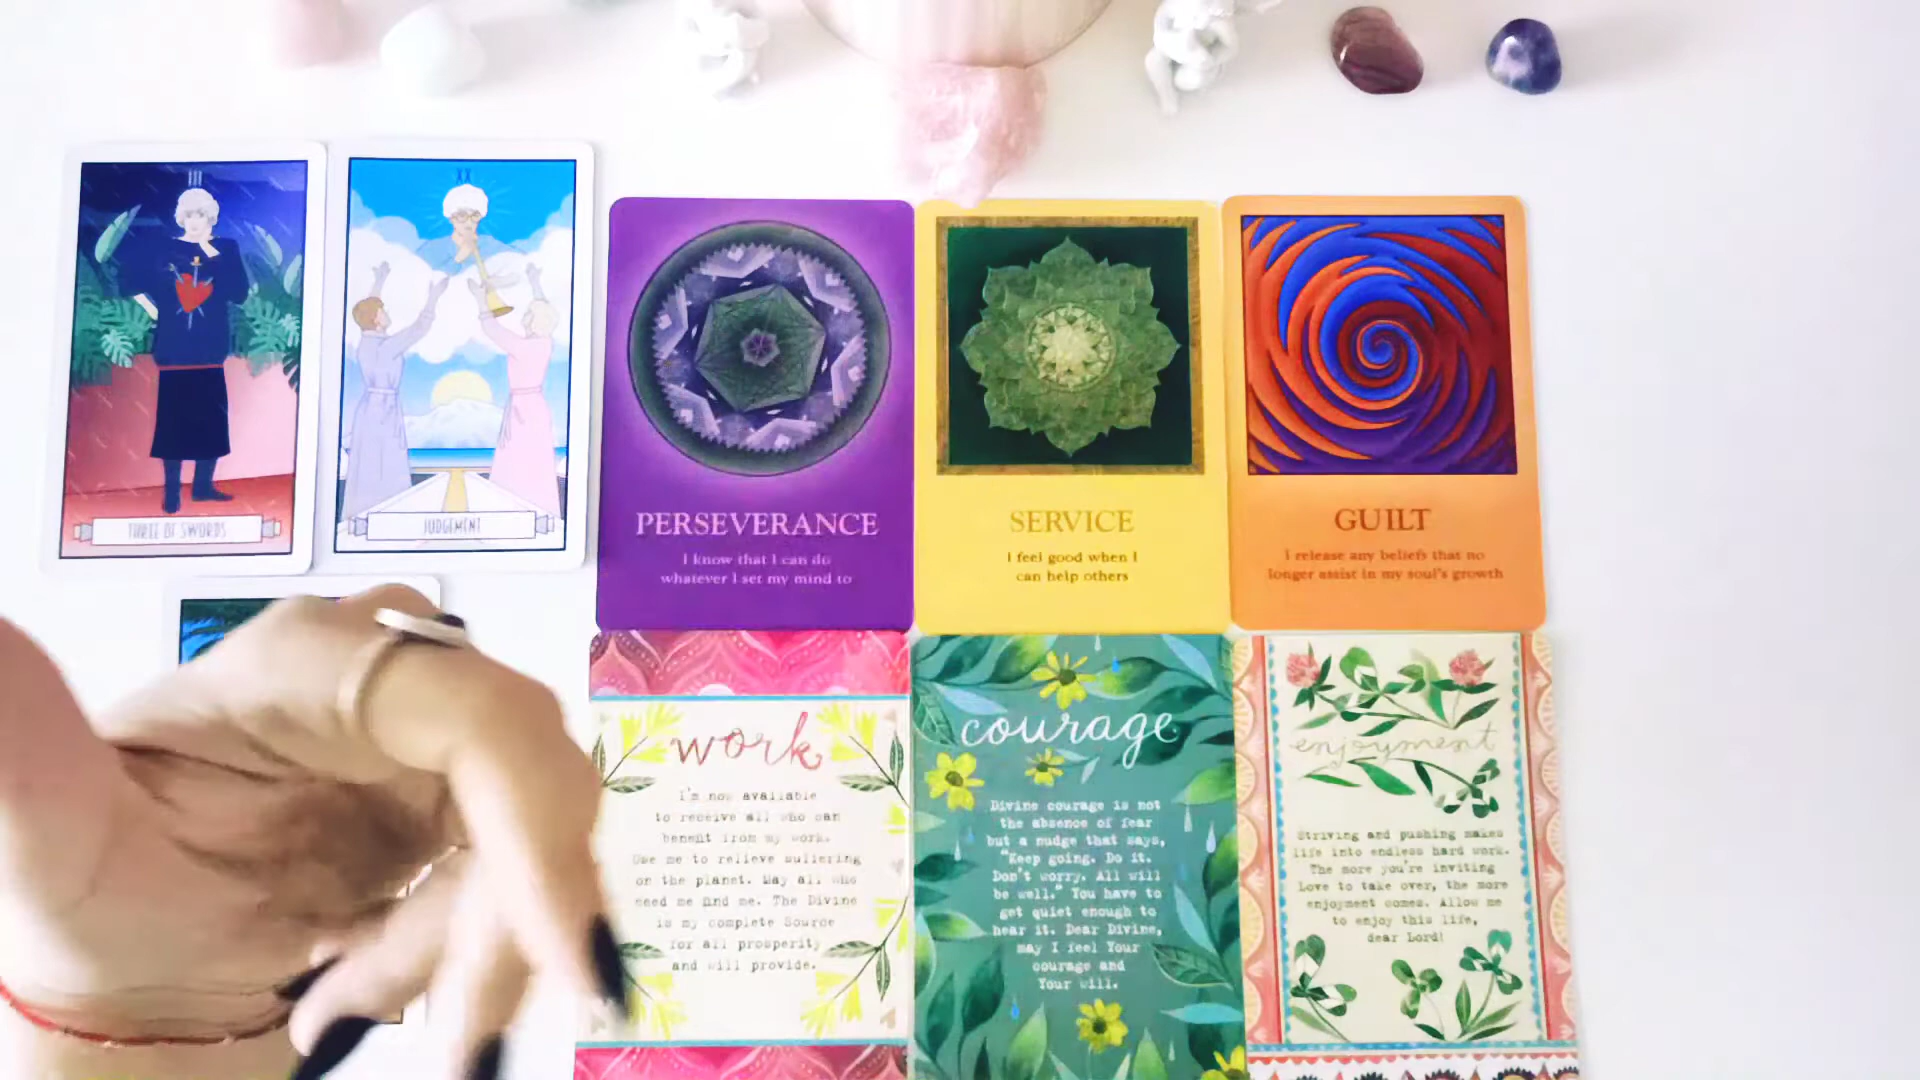 III
THREE OF SWORDS
XX
JUDGEMENT
PERSEVERANCE
I know that I can do
whatever I set my mind to
SERVICE
I feel good when I
can help others
GUILT
I release any beliefs that no
longer assist in my soul's growth
work
I'm now available
to receive all who can
benefit from my work.
Use me to relieve suffering
on the planet. May all who
need me find me. The Divine
is my complete Source
for all prosperity
and will provide.
courage
Divine courage is not
the absence of fear
but a nudge that says,
"Keep going. Do it.
Don't worry. All will
be well." You have to
get quiet enough to
hear it. Dear Divine,
may I feel Your
courage and
Your will.
enjoyment
Striving and pushing makes
life into endless hard work.
The more you're inviting
Love to take over, the more
enjoyment comes. Allow me
to enjoy this life,
dear Lord!